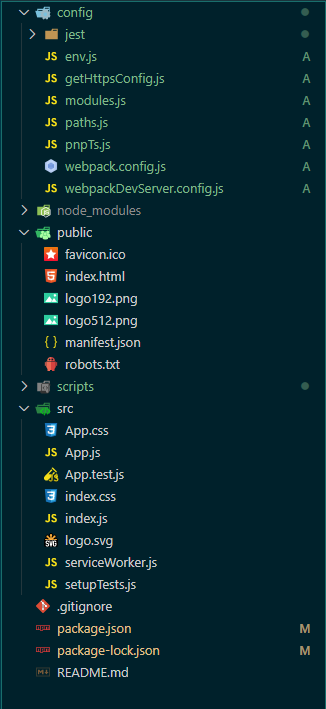 config
jest
JS env.js A
JS getHttpsConfig.js A
JS modules.js A
JS paths.js A
JS pnpTs.js A
webpack.config.js A
JS webpackDevServer.config.js A
node_modules
public
favicon.ico
index.html
logo192.png
logo512.png
{ } manifest.json
robots.txt
scripts
src
App.css
JS App.js
App.test.js
index.css
JS index.js
SVG logo.svg
JS serviceWorker.js
JS setupTests.js
.gitignore
package.json M
package-lock.json M
README.md